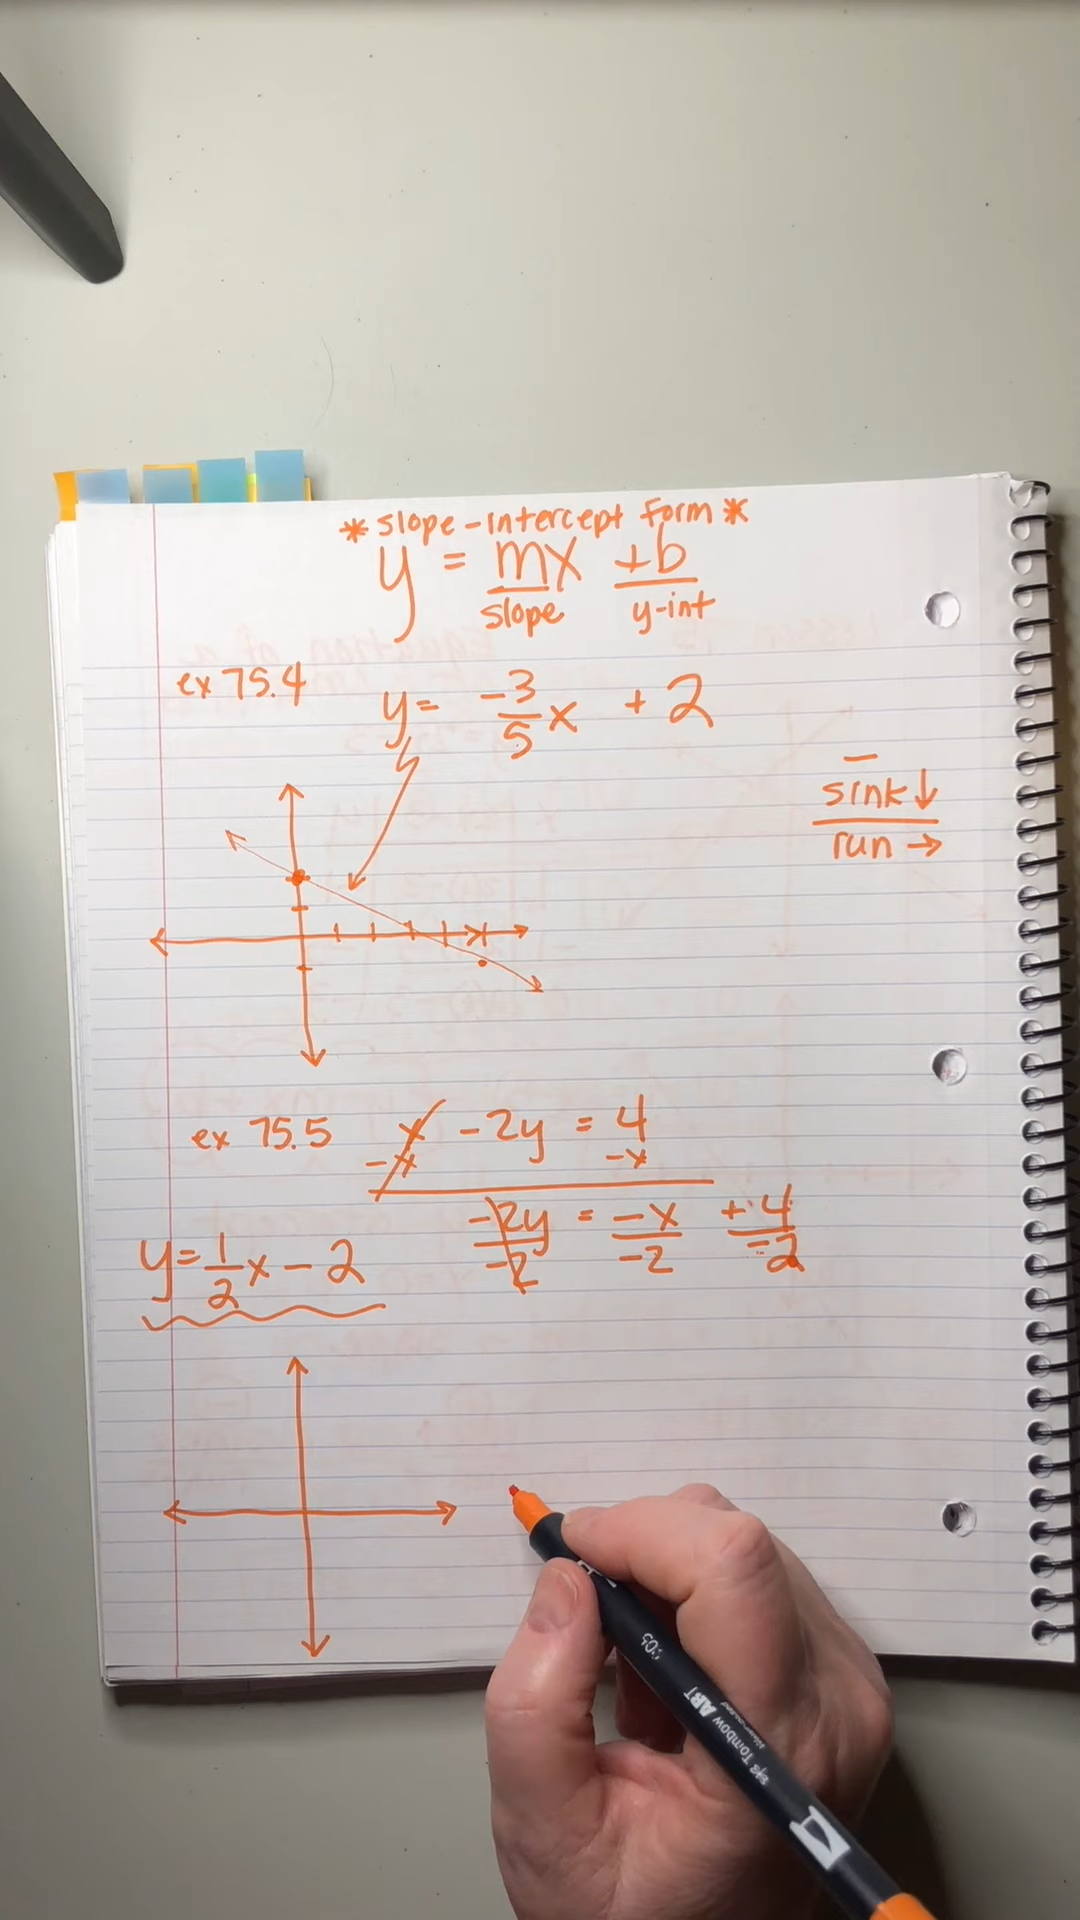 *slope-intercept form*
y = mx +b
slope y-int
ex 75.4 y= -3/5 x + 2
-
sink↓
run →
ex 75.5 x -2y = 4
-x -x
-2y/-2 = -x/-2 +4/-2
y=1/2 x - 2
Tombow ART